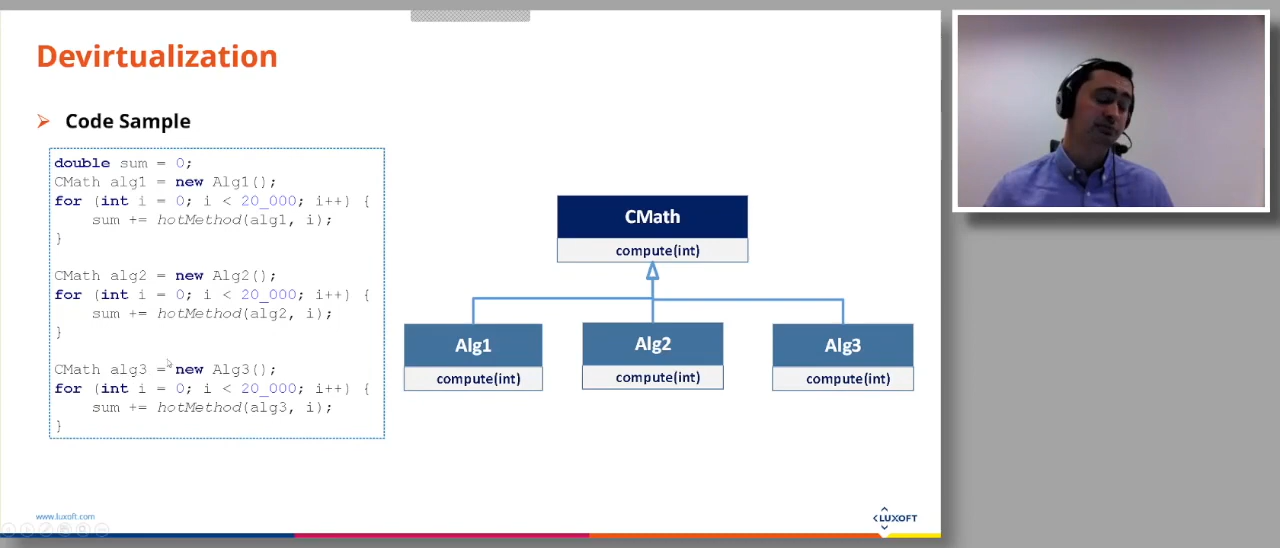 Devirtualization
Code Sample
double sum = 0;
CMath alg1 = new Alg1();
for (int i = 0; i < 20_000; i++) {
sum += hotMethod(alg1, i);
}
CMath alg2 = new Alg2();
for (int i = 0; i < 20_000; i++) {
sum += hotMethod(alg2, i);
}
CMath alg3 = new Alg3();
for (int i = 0; i < 20_000; i++) {
sum += hotMethod(alg3, i);
}
CMath
compute(int)
Alg1
compute(int)
Alg2
compute(int)
Alg3
compute(int)
www.luxoft.com
LUXOFT